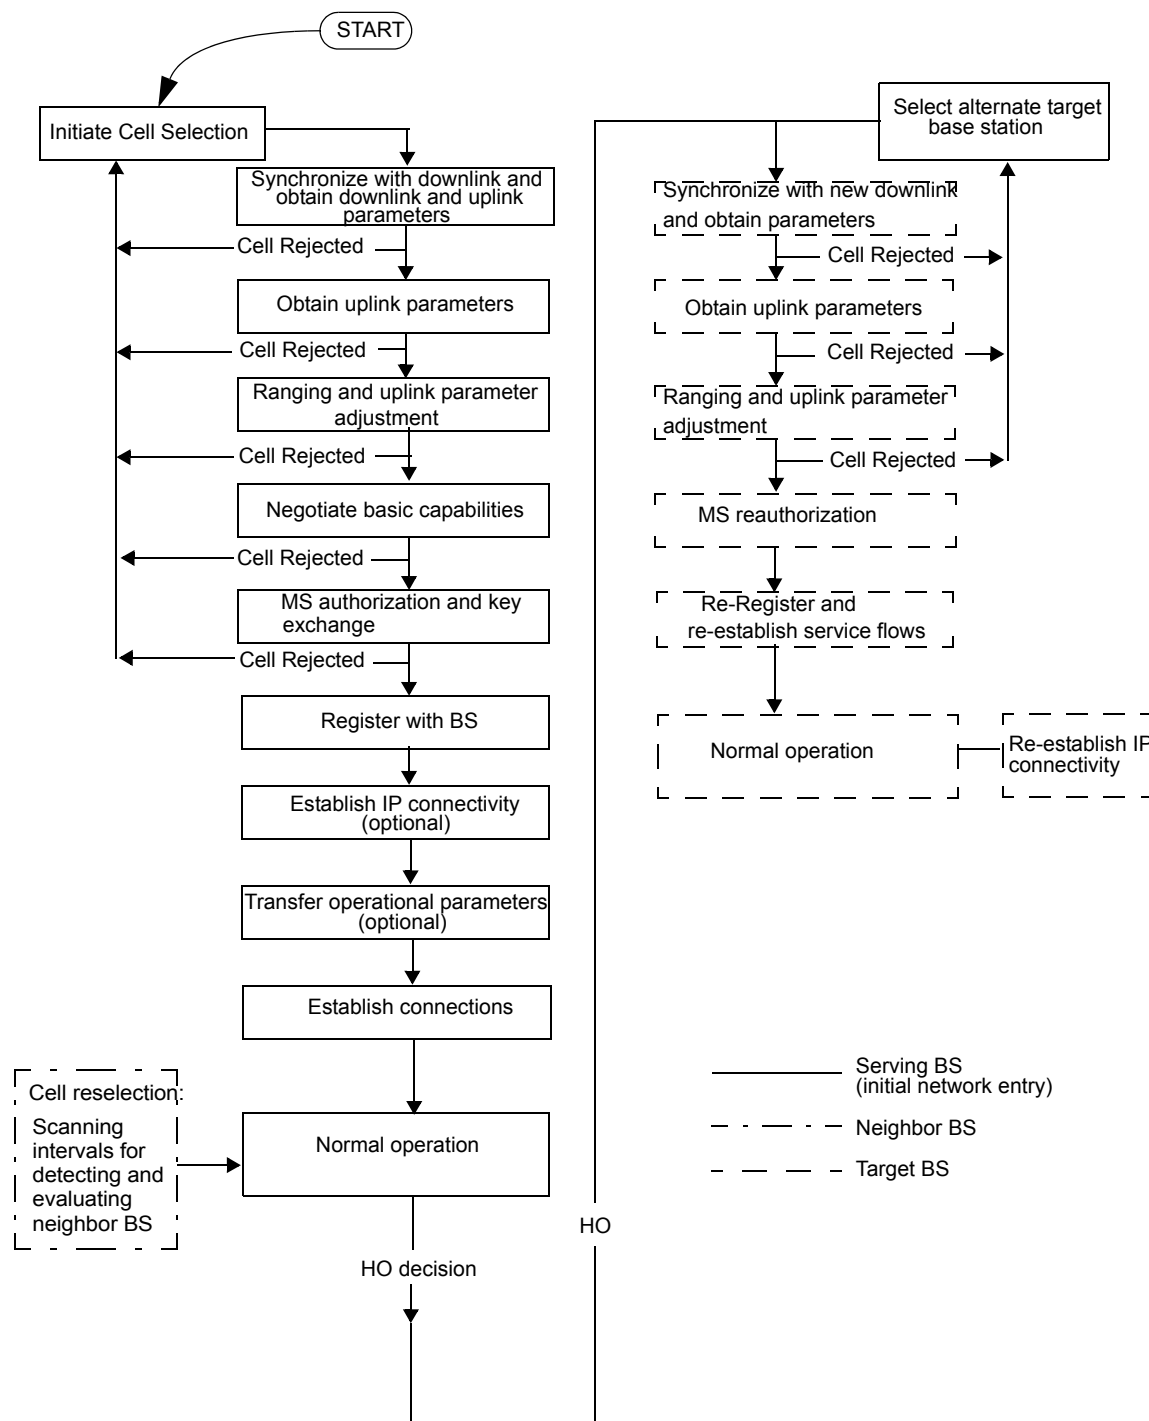 START
Initiate Cell Selection
Synchronize with downlink and
obtain downlink and uplink
parameters
Cell Rejected
Obtain uplink parameters
Cell Rejected
Ranging and uplink parameter
adjustment
Cell Rejected
Negotiate basic capabilities
Cell Rejected
MS authorization and key
exchange
Cell Rejected
Register with BS
Establish IP connectivity
(optional)
Transfer operational parameters
(optional)
Establish connections
Cell reselection:
Scanning
intervals for
detecting and
evaluating
neighbor BS
Normal operation
HO decision
HO
Select alternate target
base station
Synchronize with new downlink
and obtain parameters
Cell Rejected
Obtain uplink parameters
Cell Rejected
Ranging and uplink parameter
adjustment
Cell Rejected
MS reauthorization
Re-Register and
re-establish service flows
Normal operation
Re-establish IP
connectivity
Serving BS
(initial network entry)
Neighbor BS
Target BS